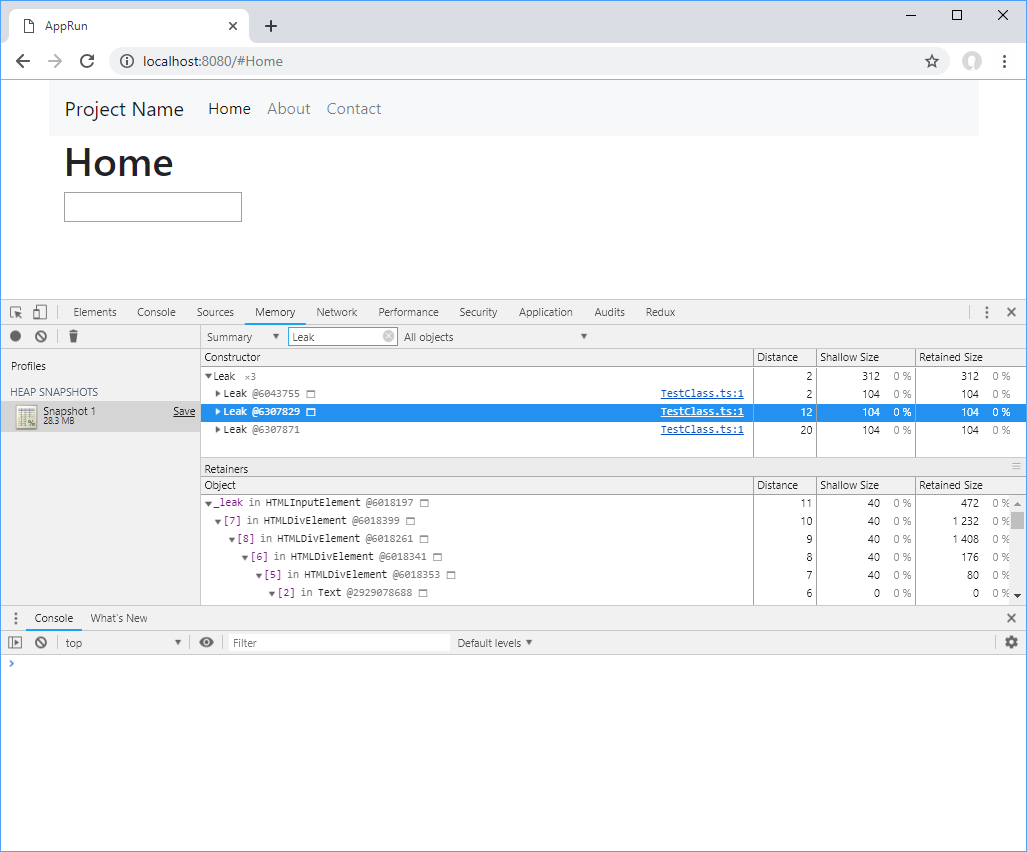 AppRun
localhost:8080/#Home
Project Name Home About Contact
Home
Elements Console Sources Memory Network Performance Security Application Audits Redux
Summary Leak All objects
Profiles
HEAP SNAPSHOTS
Snapshot 1 Save
28.3 MB
Constructor Distance Shallow Size Retained Size
Leak ×3 2 312 0 % 312 0 %
Leak @6043755 TestClass.ts:1 2 104 0 % 104 0 %
Leak @6307829 TestClass.ts:1 12 104 0 % 104 0 %
Leak @6307871 TestClass.ts:1 20 104 0 % 104 0 %
Retainers
Object Distance Shallow Size Retained Size
_leak in HTMLInputElement @6018197 11 40 0 % 472 0 %
[7] in HTMLDivElement @6018399 10 40 0 % 1 232 0 %
[8] in HTMLDivElement @6018261 9 40 0 % 1 408 0 %
[6] in HTMLDivElement @6018341 8 40 0 % 176 0 %
[5] in HTMLDivElement @6018353 7 40 0 % 80 0 %
[2] in Text @2929078688 6 0 0 % 0 0 %
Console What's New
top Filter Default levels